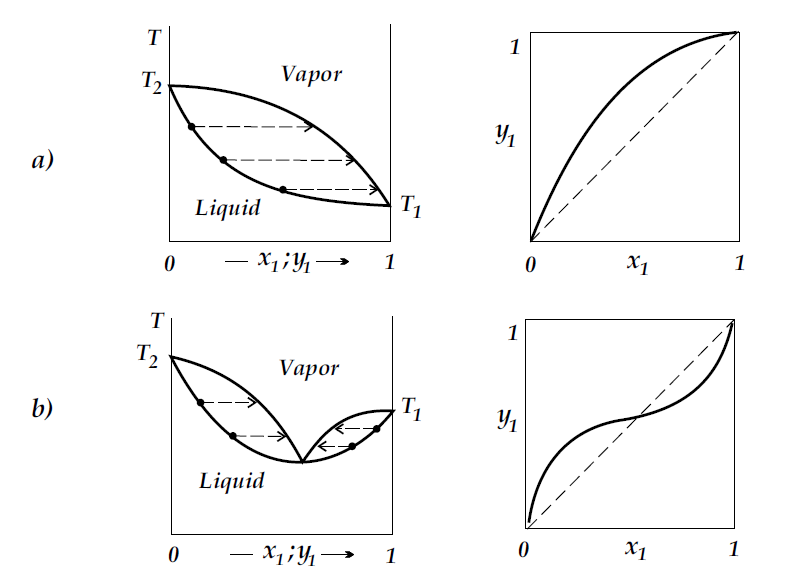 a)
T
T2
Vapor
Liquid
T1
0
x1 ; y1
1
1
y1
0
x1
1
b)
T
T2
Vapor
T1
Liquid
0
x1 ; y1
1
1
y1
0
x1
1